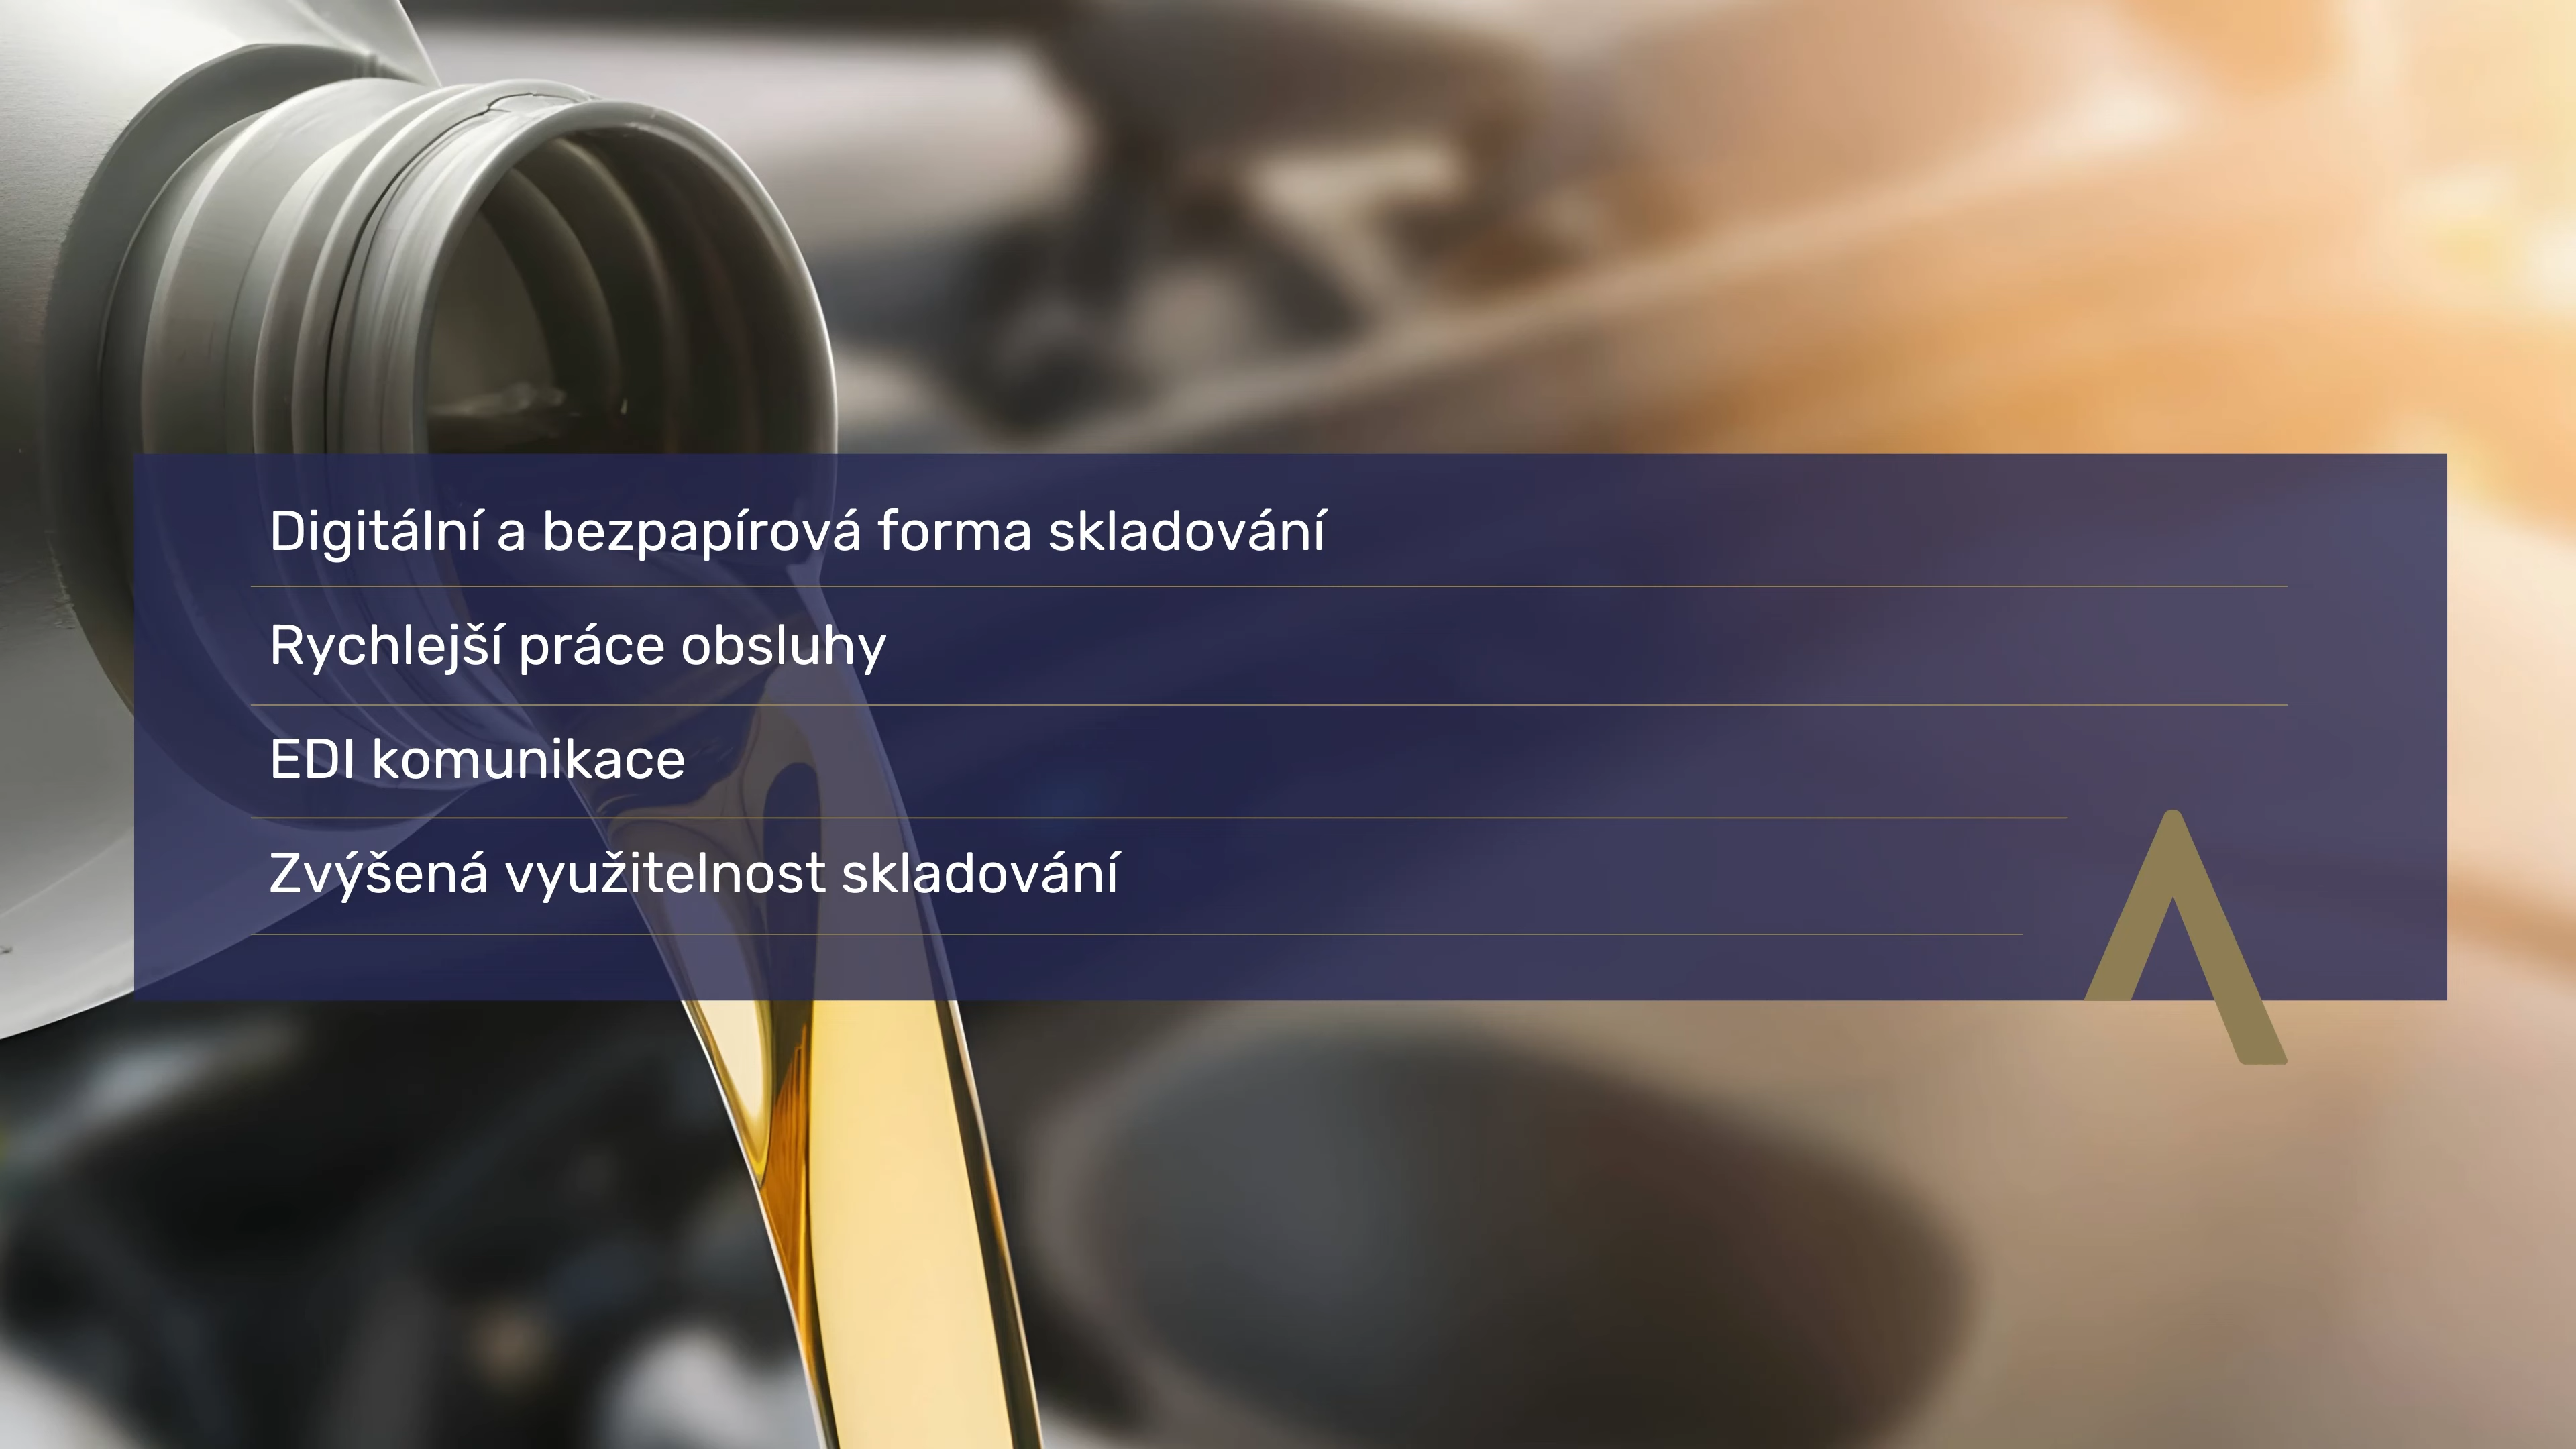 Digitální a bezpapírová forma skladování
Rychlejší práce obsluhy
EDI komunikace
Zvýšená využitelnost skladování